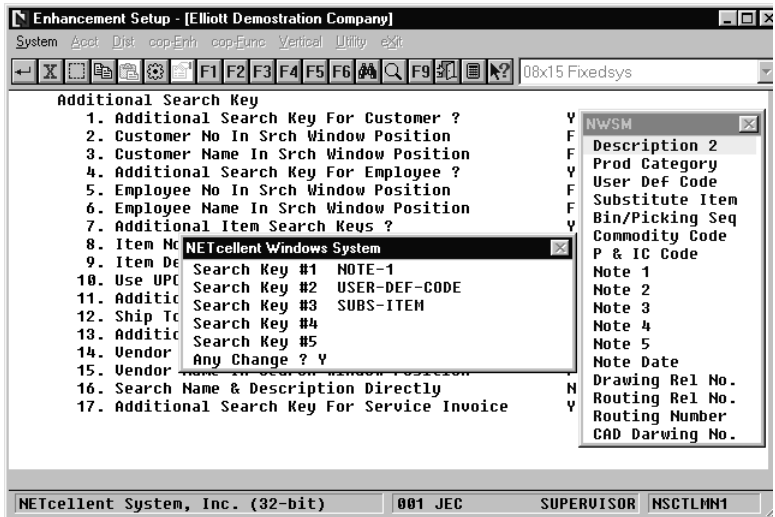 Enhancement Setup - [Elliott Demostration Company]
System Acct Dist cop-Enh cop-Func Vertical Utility eXit
F1 F2 F3 F4 F5 F6 F9 08x15 Fixedsys
Additional Search Key
1. Additional Search Key For Customer ? Y
2. Customer No In Srch Window Position F
3. Customer Name In Srch Window Position F
4. Additional Search Key For Employee ? Y
5. Employee No In Srch Window Position F
6. Employee Name In Srch Window Position F
7. Additional Item Search Keys ? Y
8. Item No
9. Item De
10. Use UPC
11. Additio
12. Ship To
13. Additio
14. Vendor
15. Vendor Name In Search Window Position
16. Search Name & Description Directly N
17. Additional Search Key For Service Invoice Y
NETcellent Windows System
Search Key #1 NOTE-1
Search Key #2 USER-DEF-CODE
Search Key #3 SUBS-ITEM
Search Key #4
Search Key #5
Any Change ? Y
NWSM
Description 2
Prod Category
User Def Code
Substitute Item
Bin/Picking Seq
Commodity Code
P & IC Code
Note 1
Note 2
Note 3
Note 4
Note 5
Note Date
Drawing Rel No.
Routing Rel No.
Routing Number
CAD Darwing No.
NETcellent System, Inc. (32-bit) 001 JEC SUPERVISOR NSCTLMN1